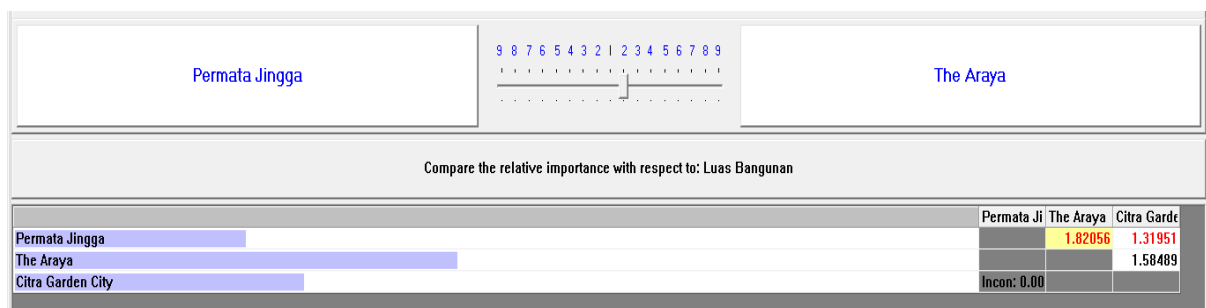 9 8 7 6 5 4 3 2 1 2 3 4 5 6 7 8 9
Permata Jingga
The Araya
Compare the relative importance with respect to: Luas Bangunan
Permata Ji The Araya Citra Garde
Permata Jingga 1.82056 1.31951
The Araya 1.58489
Citra Garden City Incon: 0.00